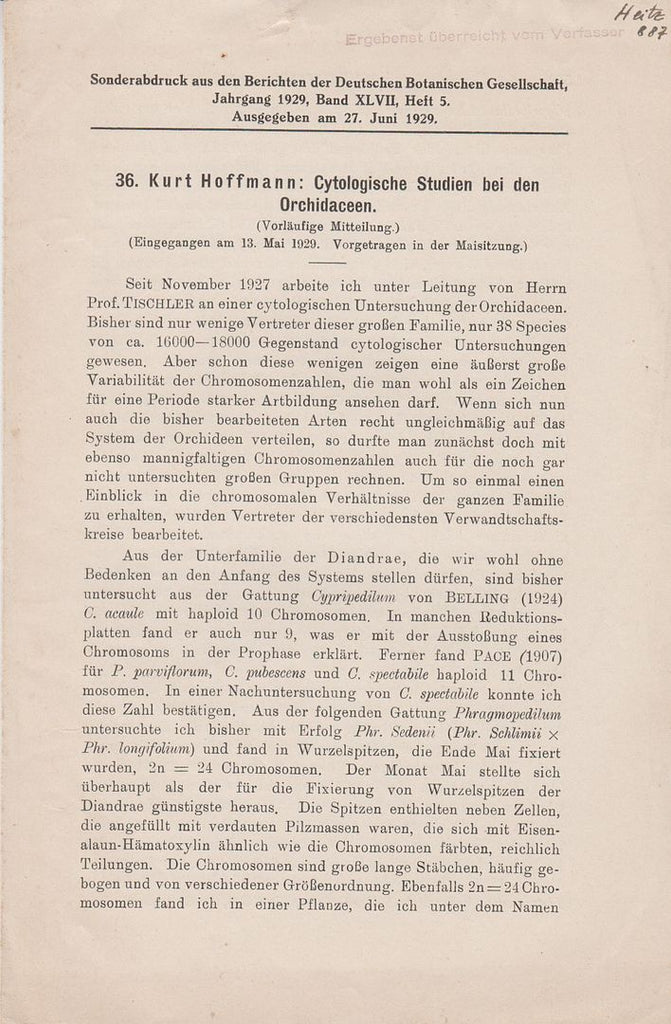 Heitz
887
Ergebenst überreicht vom Verfasser
Sonderabdruck aus den Berichten der Deutschen Botanischen Gesellschaft,
Jahrgang 1929, Band XLVII, Heft 5.
Ausgegeben am 27. Juni 1929.
36. Kurt Hoffmann: Cytologische Studien bei den
Orchidaceen.
(Vorläufige Mitteilung.)
(Eingegangen am 13. Mai 1929. Vorgetragen in der Maisitzung.)
Seit November 1927 arbeite ich unter Leitung von Herrn
Prof. TISCHLER an einer cytologischen Untersuchung der Orchidaceen.
Bisher sind nur wenige Vertreter dieser großen Familie, nur 38 Species
von ca. 16000—18000 Gegenstand cytologischer Untersuchungen
gewesen. Aber schon diese wenigen zeigen eine äußerst große
Variabilität der Chromosomenzahlen, die man wohl als ein Zeichen
für eine Periode starker Artbildung ansehen darf. Wenn sich nun
auch die bisher bearbeiteten Arten recht ungleichmäßig auf das
System der Orchideen verteilen, so durfte man zunächst doch mit
ebenso mannigfaltigen Chromosomenzahlen auch für die noch gar
nicht untersuchten großen Gruppen rechnen. Um so einmal einen
Einblick in die chromosomalen Verhältnisse der ganzen Familie
zu erhalten, wurden Vertreter der verschiedensten Verwandtschafts-
kreise bearbeitet.
Aus der Unterfamilie der Diandrae, die wir wohl ohne
Bedenken an den Anfang des Systems stellen dürfen, sind bisher
untersucht aus der Gattung Cypripedilum von BELLING (1924)
C. acaule mit haploid 10 Chromosomen. In manchen Reduktions-
platten fand er auch nur 9, was er mit der Ausstoßung eines
Chromosoms in der Prophase erklärt. Ferner fand PACE (1907)
für P. parviflorum, C. pubescens und C. spectabile haploid 11 Chro-
mosomen. In einer Nachuntersuchung von C. spectabile konnte ich
diese Zahl bestätigen. Aus der folgenden Gattung Phragmopedilum
untersuchte ich bisher mit Erfolg Phr. Sedenii (Phr. Schlimii ×
Phr. longifolium) und fand in Wurzelspitzen, die Ende Mai fixiert
wurden, 2n = 24 Chromosomen. Der Monat Mai stellte sich
überhaupt als der für die Fixierung von Wurzelspitzen der
Diandrae günstigste heraus. Die Spitzen enthielten neben Zellen,
die angefüllt mit verdauten Pilzmassen waren, die sich mit Eisen-
alaun-Hämatoxylin ähnlich wie die Chromosomen färbten, reichlich
Teilungen. Die Chromosomen sind große lange Stäbchen, häufig ge-
bogen und von verschiedener Größenordnung. Ebenfalls 2n = 24 Chro-
mosomen fand ich in einer Pflanze, die ich unter dem Namen